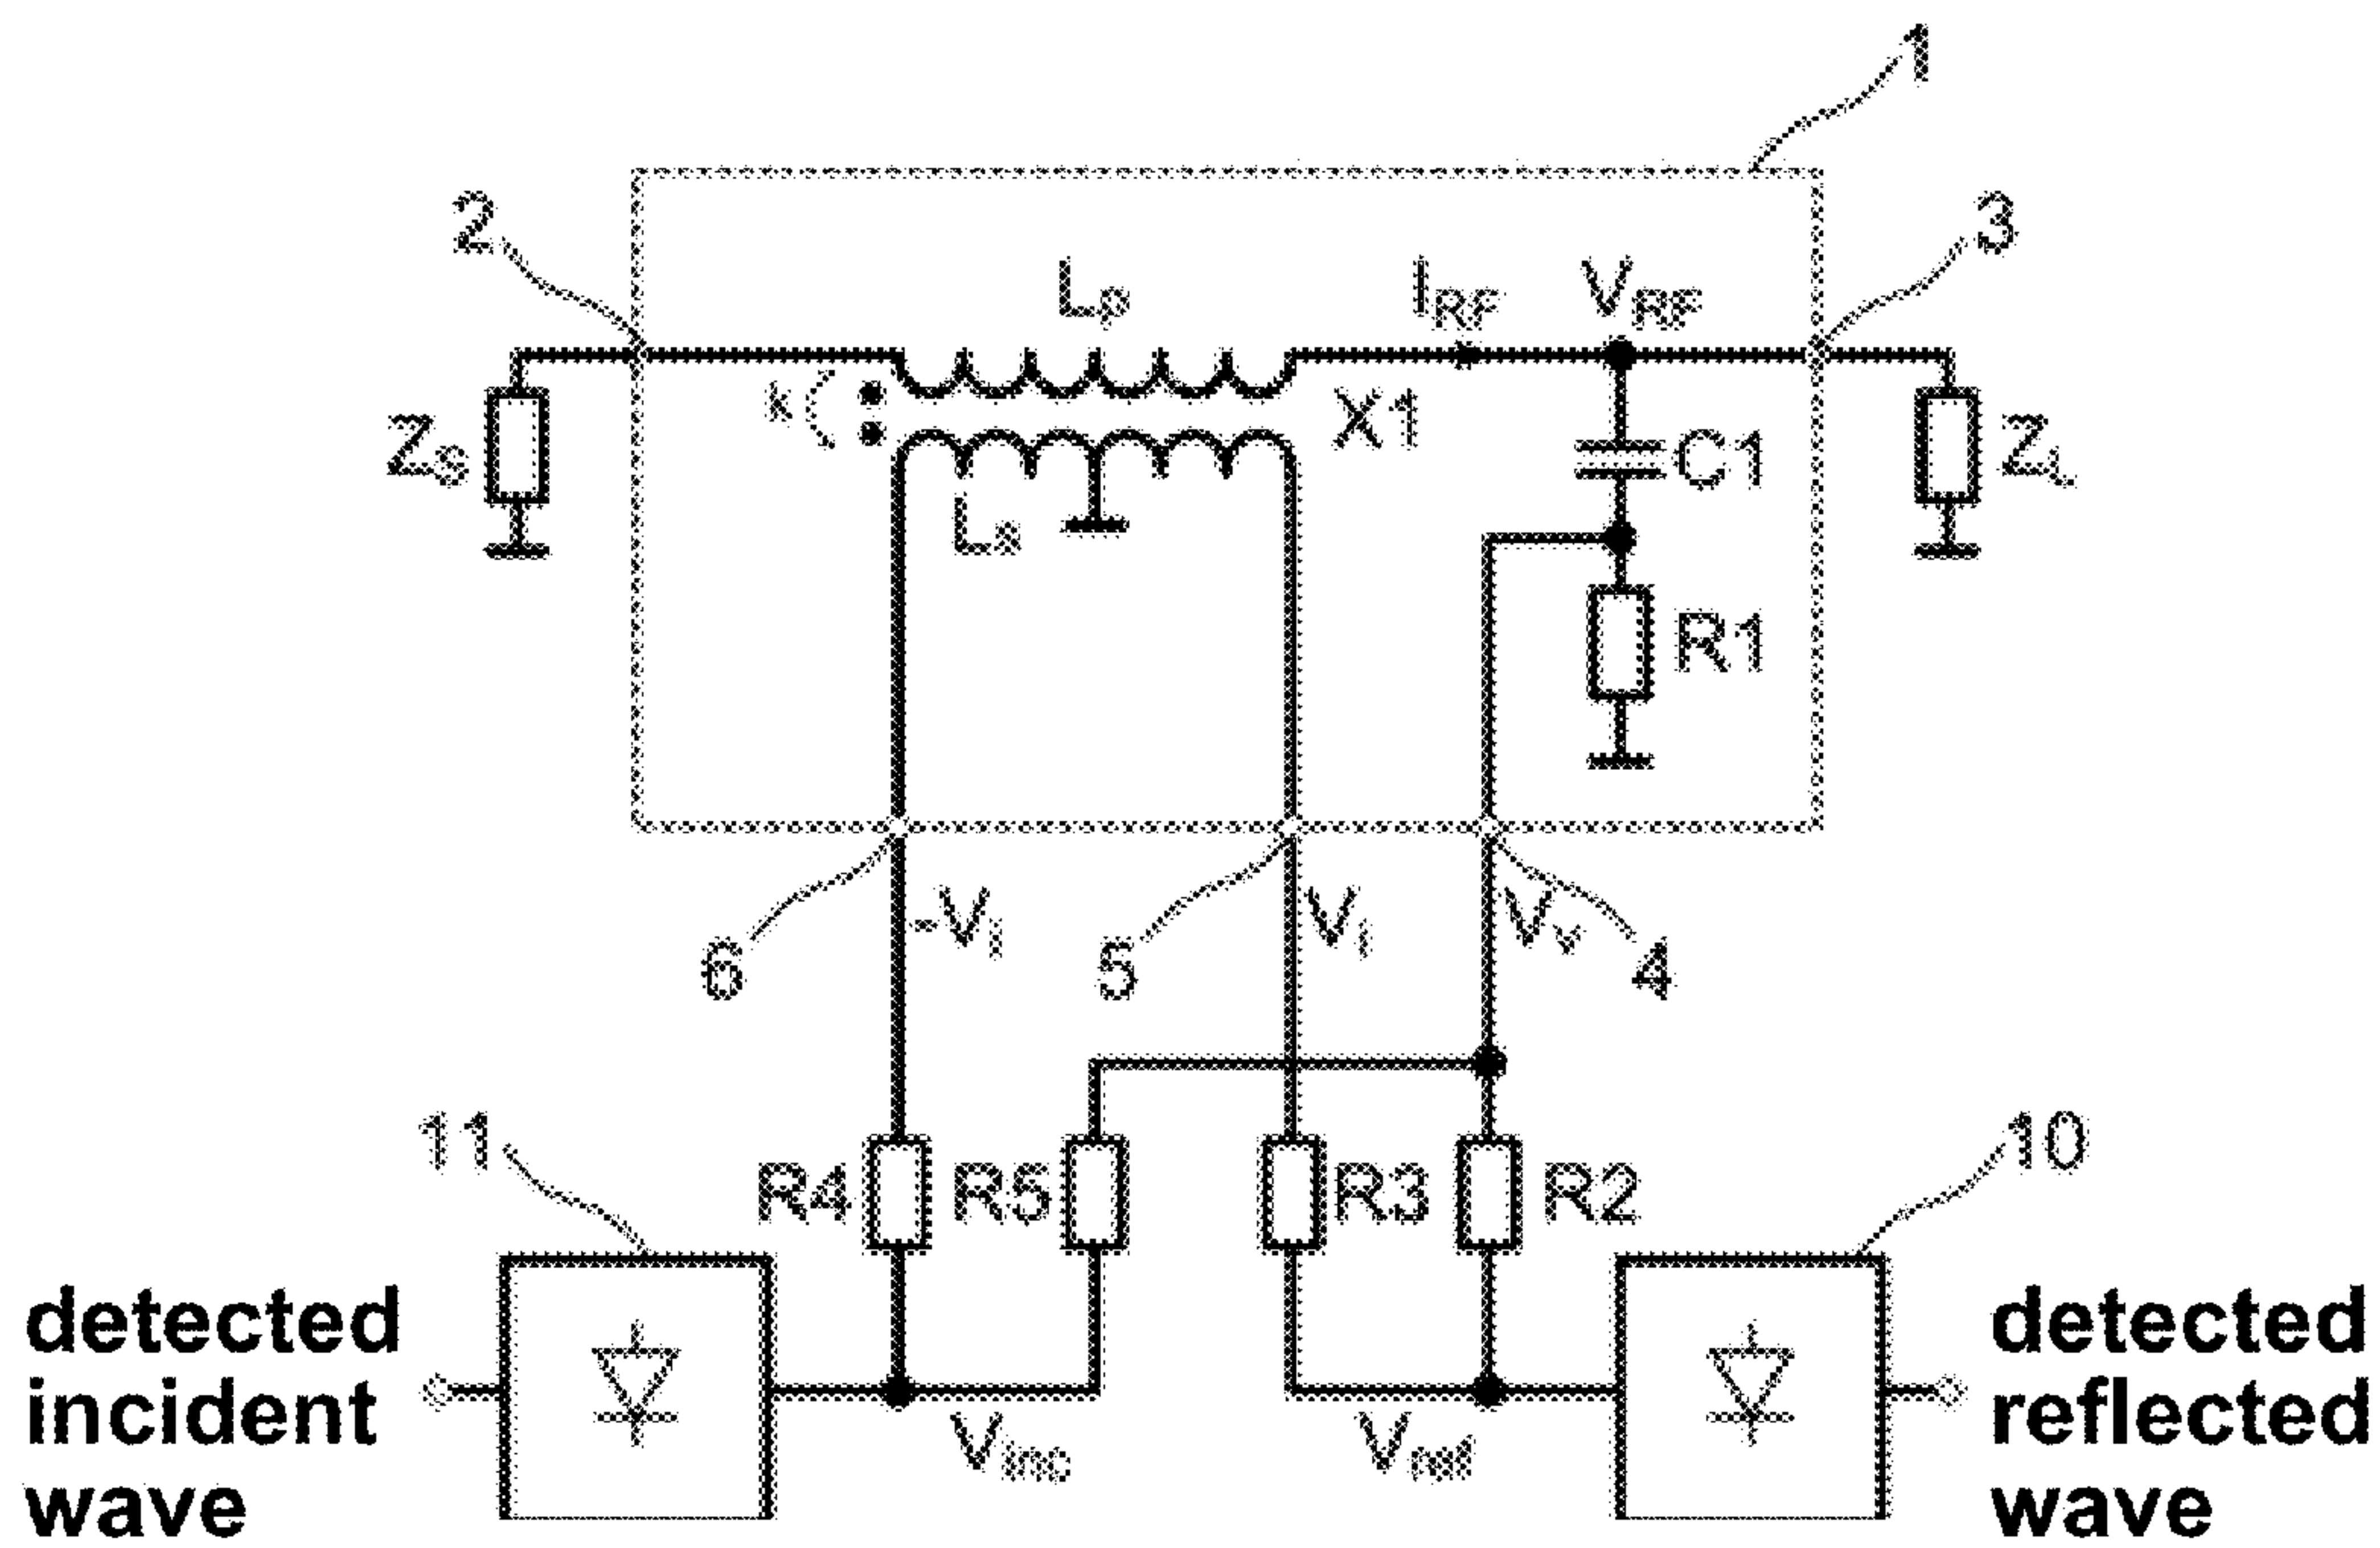 1
2
3
Lp
IRF
VRF
k
X1
ZS
C1
ZL
Ls
R1
-Vi
Vi
Vv
6
5
4
11
10
R4
R5
R3
R2
detected
incident
wave
Vinc
Vref
detected
reflected
wave